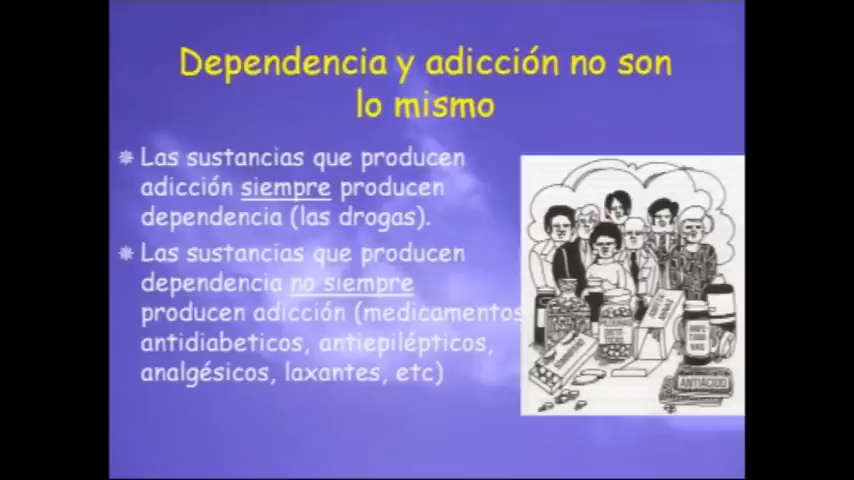 Dependencia y adicción no son
lo mismo
Las sustancias que producen
adicción siempre producen
dependencia (las drogas).
Las sustancias que producen
dependencia no siempre
producen adicción (medicamentos
antidiabeticos, antiepilépticos,
analgésicos, laxantes, etc)
ANTIÁCIDO